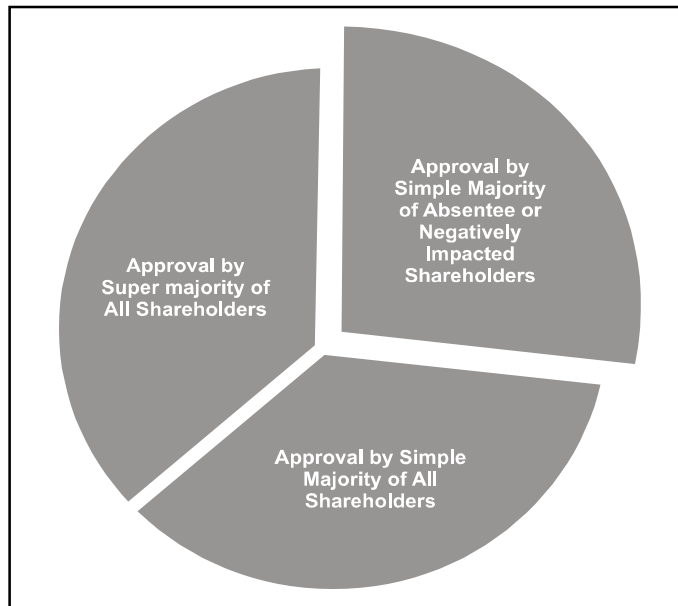 Approval by
Simple Majority
of Absentee or
Negatively
Impacted
Shareholders
Approval by
Super majority of
All Shareholders
Approval by Simple
Majority of All
Shareholders